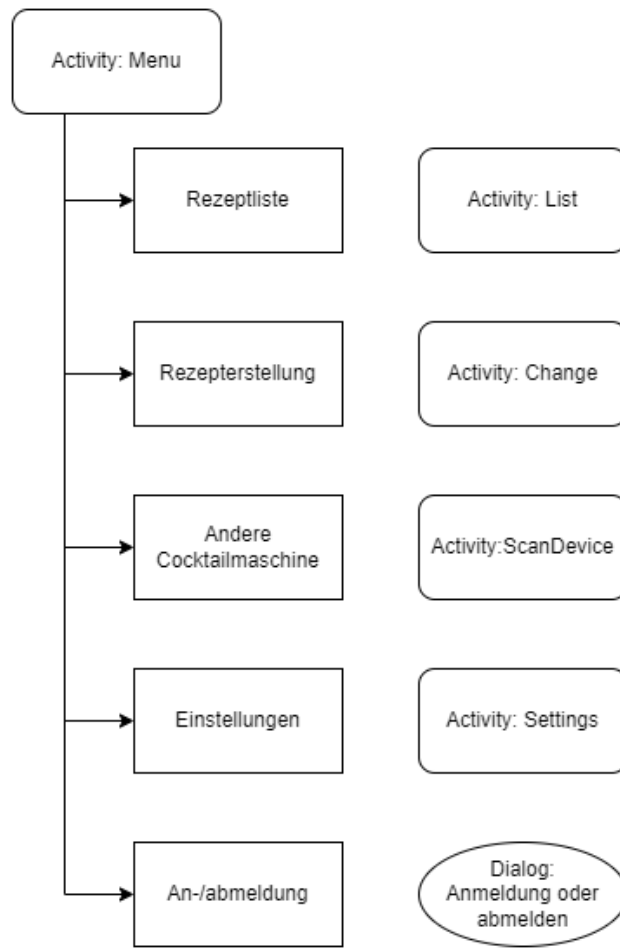 Activity: Menu
Rezeptliste
Activity: List
Rezepterstellung
Activity: Change
Andere
Cocktailmaschine
Activity:ScanDevice
Einstellungen
Activity: Settings
An-/abmeldung
Dialog:
Anmeldung oder
abmelden